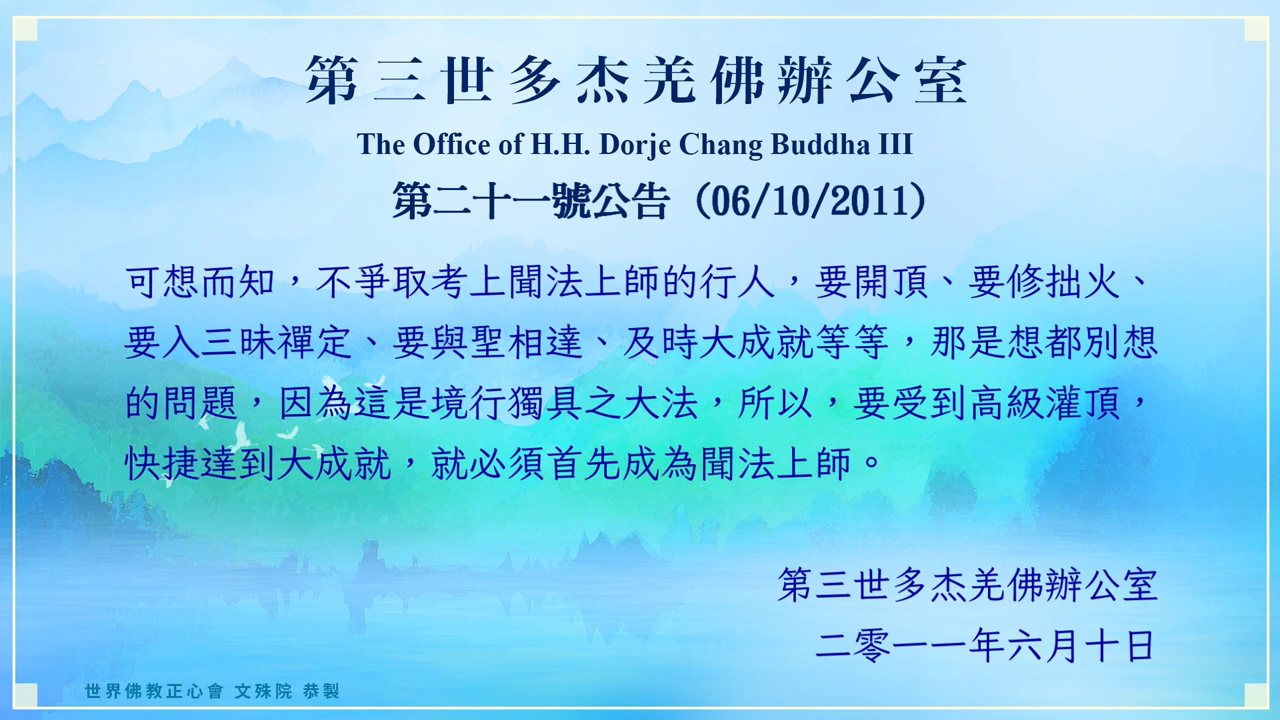 第三世多杰羌佛辦公室
The Office of H.H. Dorje Chang Buddha III
第二十一號公告 (06/10/2011)
可想而知，不爭取考上聞法上師的行人，要開頂、要修拙火、
要入三昧禪定、要與聖相達、及時大成就等等，那是想都別想
的問題，因為這是境行獨具之大法，所以，要受到高級灌頂，
快捷達到大成就，就必須首先成為聞法上師。
第三世多杰羌佛辦公室
二零一一年六月十日
世界佛教正心會 文殊院 恭製